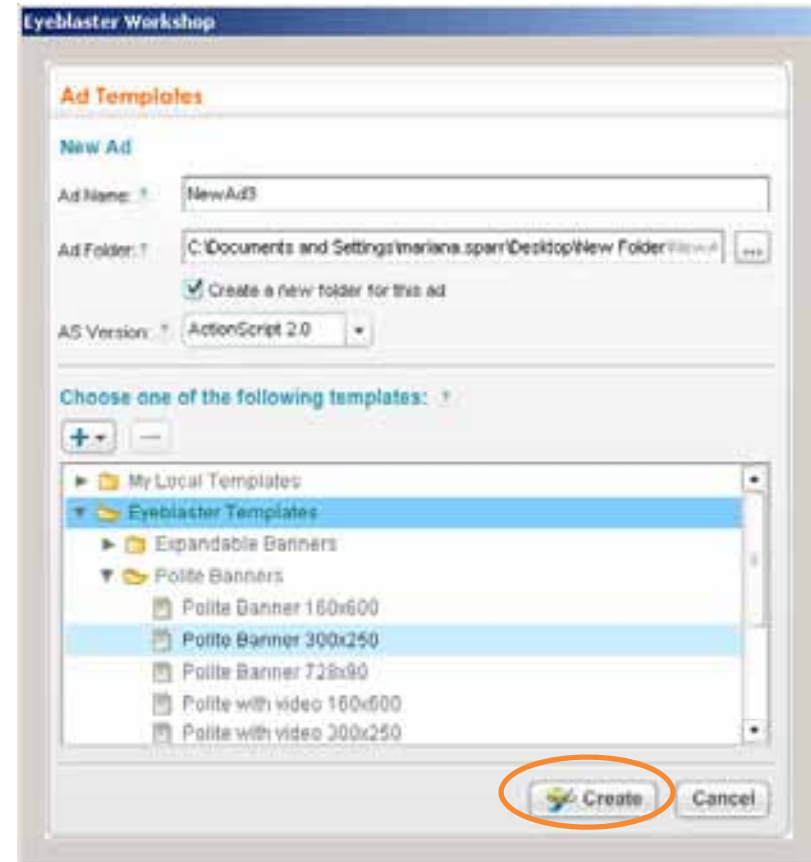 Eyeblaster Workshop
Ad Templates
New Ad
Ad Name: ? NewAd3
Ad Folder: ? C:\Documents and Settings\mariana.sparr\Desktop\New Folder\ ...
Create a new folder for this ad
AS Version: ? ActionScript 2.0
Choose one of the following templates: ?
My Local Templates
Eyeblaster Templates
Expandable Banners
Polite Banners
Polite Banner 160x600
Polite Banner 300x250
Polite Banner 728x90
Polite with video 160x600
Polite with video 300x250
Create Cancel